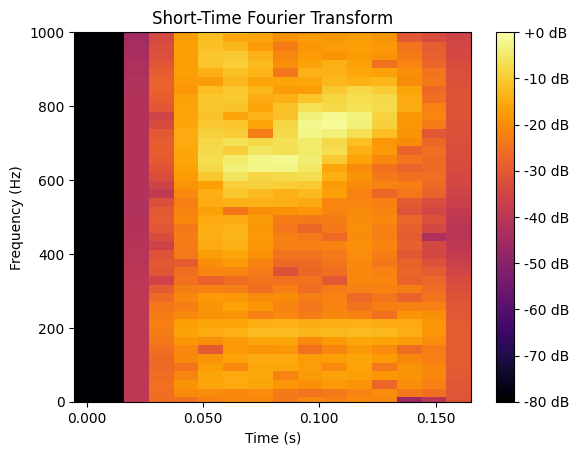 Short-Time Fourier Transform
1000
800
600
400
200
0
Frequency (Hz)
0.000
0.050
0.100
0.150
Time (s)
+0 dB
-10 dB
-20 dB
-30 dB
-40 dB
-50 dB
-60 dB
-70 dB
-80 dB